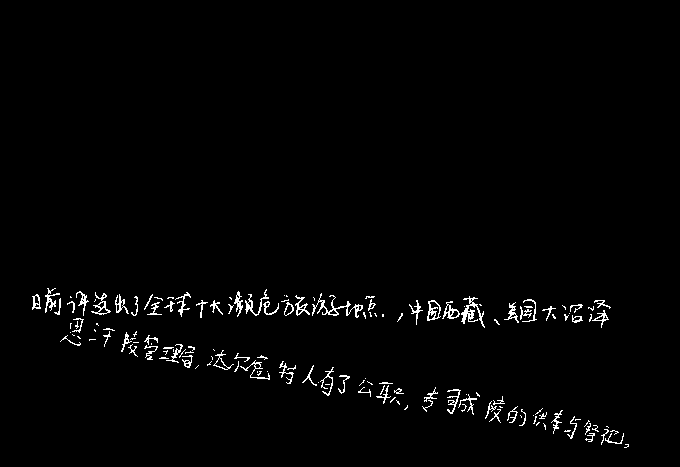 日前评选出了全球十大濒危旅游地点.,中国西藏、美国大沼泽
思汗陵管理局,达尔扈特人有了公职,专司成陵的供奉与祭祀。